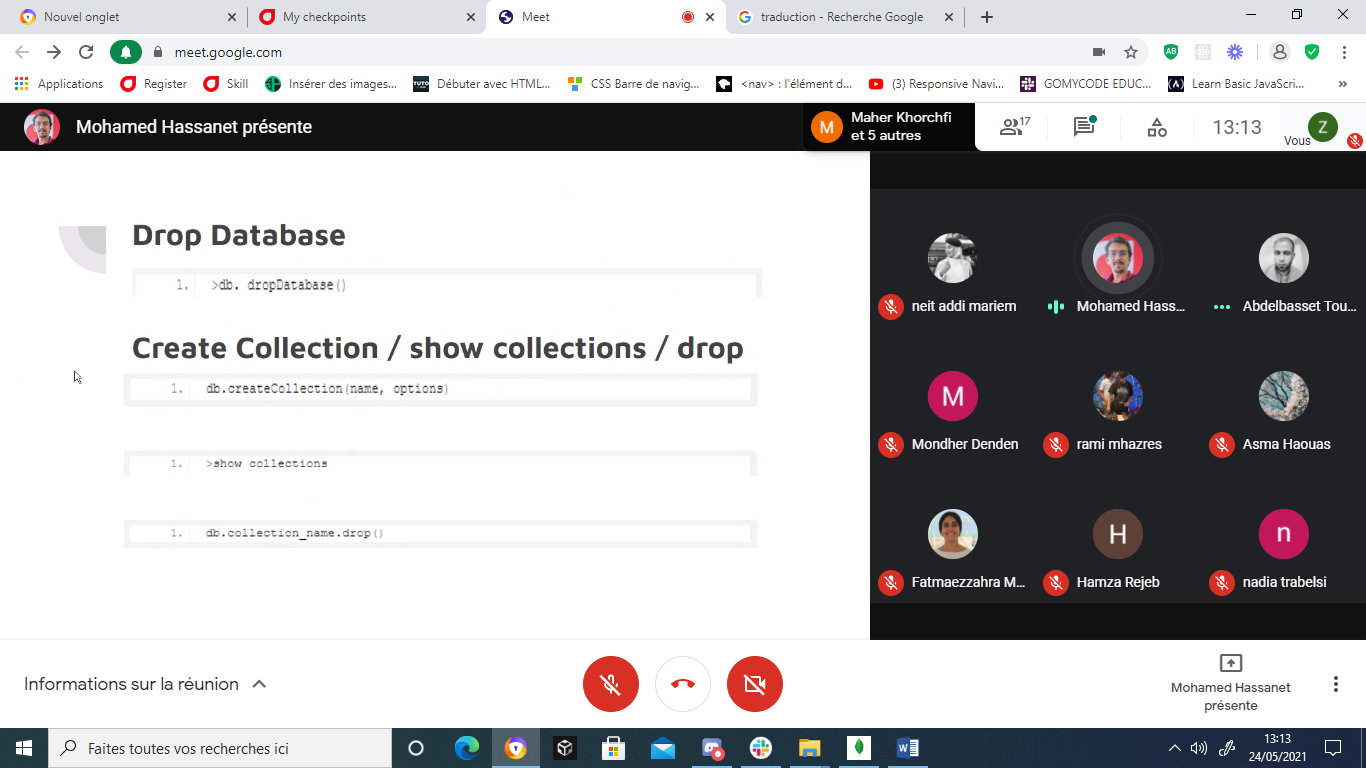 Nouvel onglet
My checkpoints
Meet
traduction - Recherche Google
meet.google.com
Applications
Register
Skill
Insérer des images...
TUTO
Débuter avec HTML...
CSS Barre de navig...
<nav> : l'élément d...
(3) Responsive Navi...
GOMYCODE EDUC...
Learn Basic JavaScri...
»
Mohamed Hassanet présente
M
Maher Khorchfi
et 5 autres
17
13:13
Vous
Z
Drop Database
1. >db. dropDatabase()
Create Collection / show collections / drop
1. db.createCollection(name, options)
1. >show collections
1. db.collection_name.drop()
neit addi mariem
Mohamed Hass...
Abdelbasset Tou...
M
Mondher Denden
rami mhazres
Asma Haouas
Fatmaezzahra M...
H
Hamza Rejeb
n
nadia trabelsi
Informations sur la réunion
Mohamed Hassanet
présente
Faites toutes vos recherches ici
13:13
24/05/2021